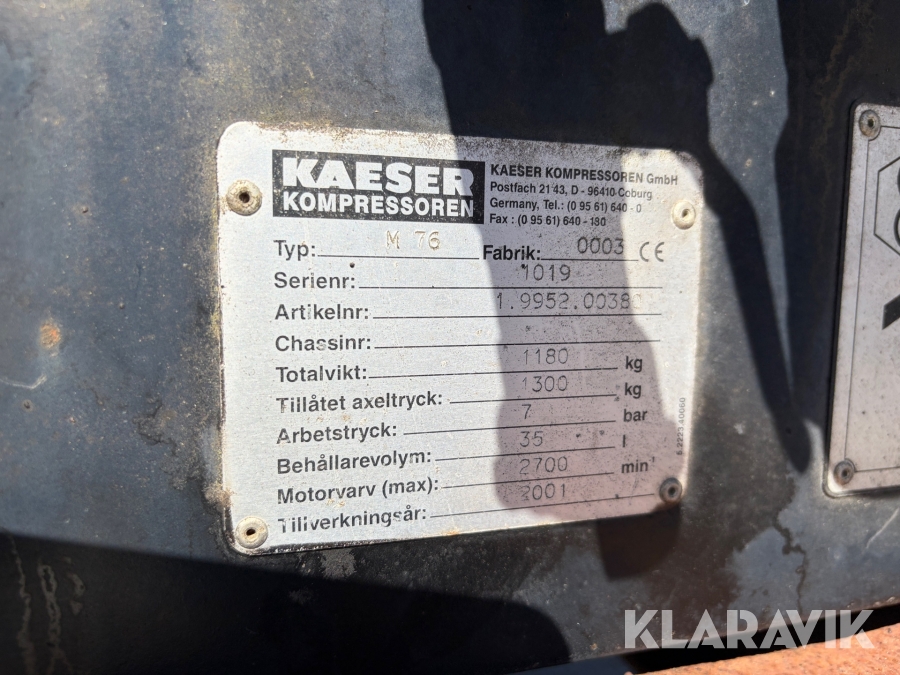 KAESER
KOMPRESSOREN
KAESER KOMPRESSOREN GmbH
Postfach 21 43, D - 96410 Coburg
Germany, Tel.: (0 95 61) 640 - 0
Fax : (0 95 61) 640 - 180
Typ: M 76 Fabrik: 0003 CE
Serienr: 1019
Artikelnr: 1.9952.00380
Chassinr:
Totalvikt: 1180 kg
Tillåtet axeltryck: 1300 kg
Arbetstryck: 7 bar
Behållarevolym: 35 l
Motorvarv (max): 2700 min
Tillverkningsår: 2001
KLARAVIK